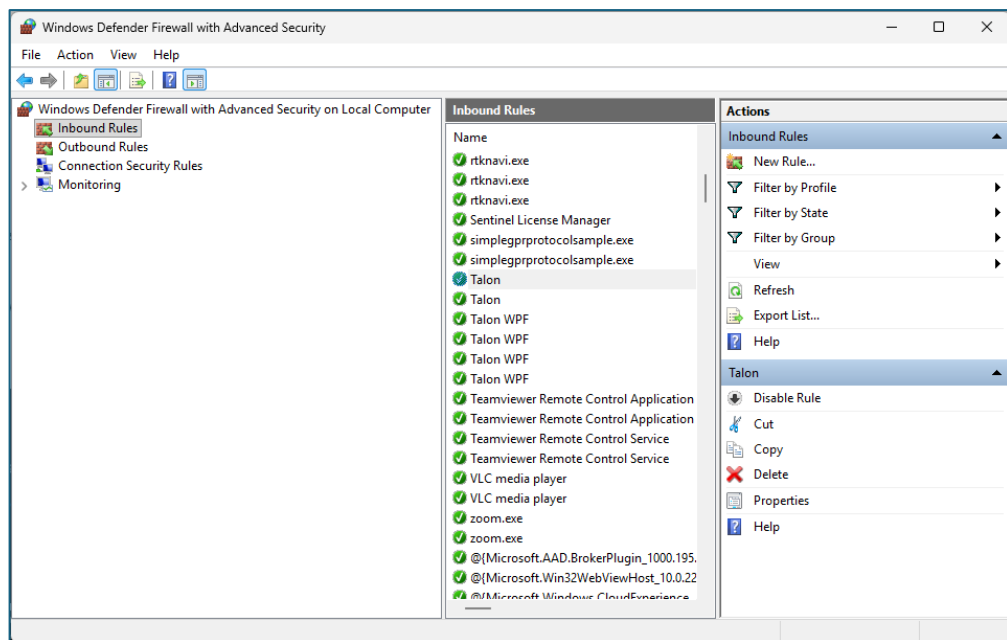 Windows Defender Firewall with Advanced Security
File Action View Help
Windows Defender Firewall with Advanced Security on Local Computer
Inbound Rules
Outbound Rules
Connection Security Rules
Monitoring
Inbound Rules
Name
rtknavi.exe
rtknavi.exe
rtknavi.exe
Sentinel License Manager
simplegprprotocolsample.exe
simplegprprotocolsample.exe
Talon
Talon
Talon WPF
Talon WPF
Talon WPF
Talon WPF
Teamviewer Remote Control Application
Teamviewer Remote Control Application
Teamviewer Remote Control Service
Teamviewer Remote Control Service
VLC media player
VLC media player
zoom.exe
zoom.exe
@{Microsoft.AAD.BrokerPlugin_1000.195.
@{Microsoft.Win32WebViewHost_10.0.22
@{Microsoft.Windows.CloudExperience
Actions
Inbound Rules
New Rule...
Filter by Profile
Filter by State
Filter by Group
View
Refresh
Export List...
Help
Talon
Disable Rule
Cut
Copy
Delete
Properties
Help